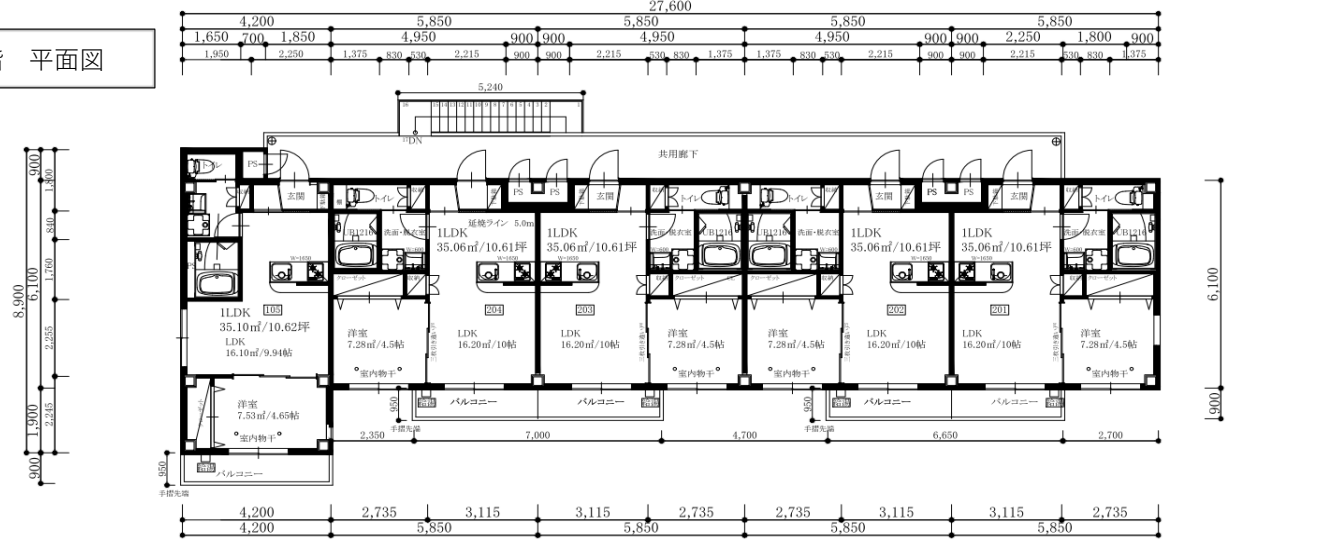 27,600
4,200 5,850 5,850 5,850 5,850
1,650 700 1,850 4,950 900 900 4,950 4,950 900 900 2,250 1,800 900
1,950 2,250 1,375 830 530 2,215 900 900 2,215 530 830 1,375 1,375 830 530 2,215 900 900 2,215 530 830 1,375
平面図
5,240
DN
共用廊下
トイレ PS
玄関 トイレ PS PS 玄関 トイレ トイレ 玄関 PS PS 玄関 トイレ
延焼ライン 5.0m
UB1216 洗面・脱衣室 洗面・脱衣室 UB1216 UB1216 洗面・脱衣室 洗面・脱衣室 UB1216
1LDK 1LDK 1LDK 1LDK
35.06㎡/10.61坪 35.06㎡/10.61坪 35.06㎡/10.61坪 35.06㎡/10.61坪
W=1650 W=1650 W=1650 W=1650 W=1650
クローゼット クローゼット クローゼット クローゼット
PS
1LDK 105
35.10㎡/10.62坪
LDK
16.10㎡/9.94帖
204 203 202 201
洋室 LDK LDK 洋室 洋室 LDK LDK 洋室
7.28㎡/4.5帖 16.20㎡/10帖 16.20㎡/10帖 7.28㎡/4.5帖 7.28㎡/4.5帖 16.20㎡/10帖 16.20㎡/10帖 7.28㎡/4.5帖
室内物干 室内物干 室内物干 室内物干
洋室
7.53㎡/4.65帖
室内物干
バルコニー バルコニー バルコニー バルコニー
バルコニー
950 950 950
手摺先端 手摺先端 手摺先端
2,350 7,000 4,700 6,650 2,700
8,900
900 6,100 1,900 900
1,800 840 1,760 2,255 2,245
6,100
900
4,200 2,735 3,115 3,115 2,735 2,735 3,115 3,115 2,735
4,200 5,850 5,850 5,850 5,850